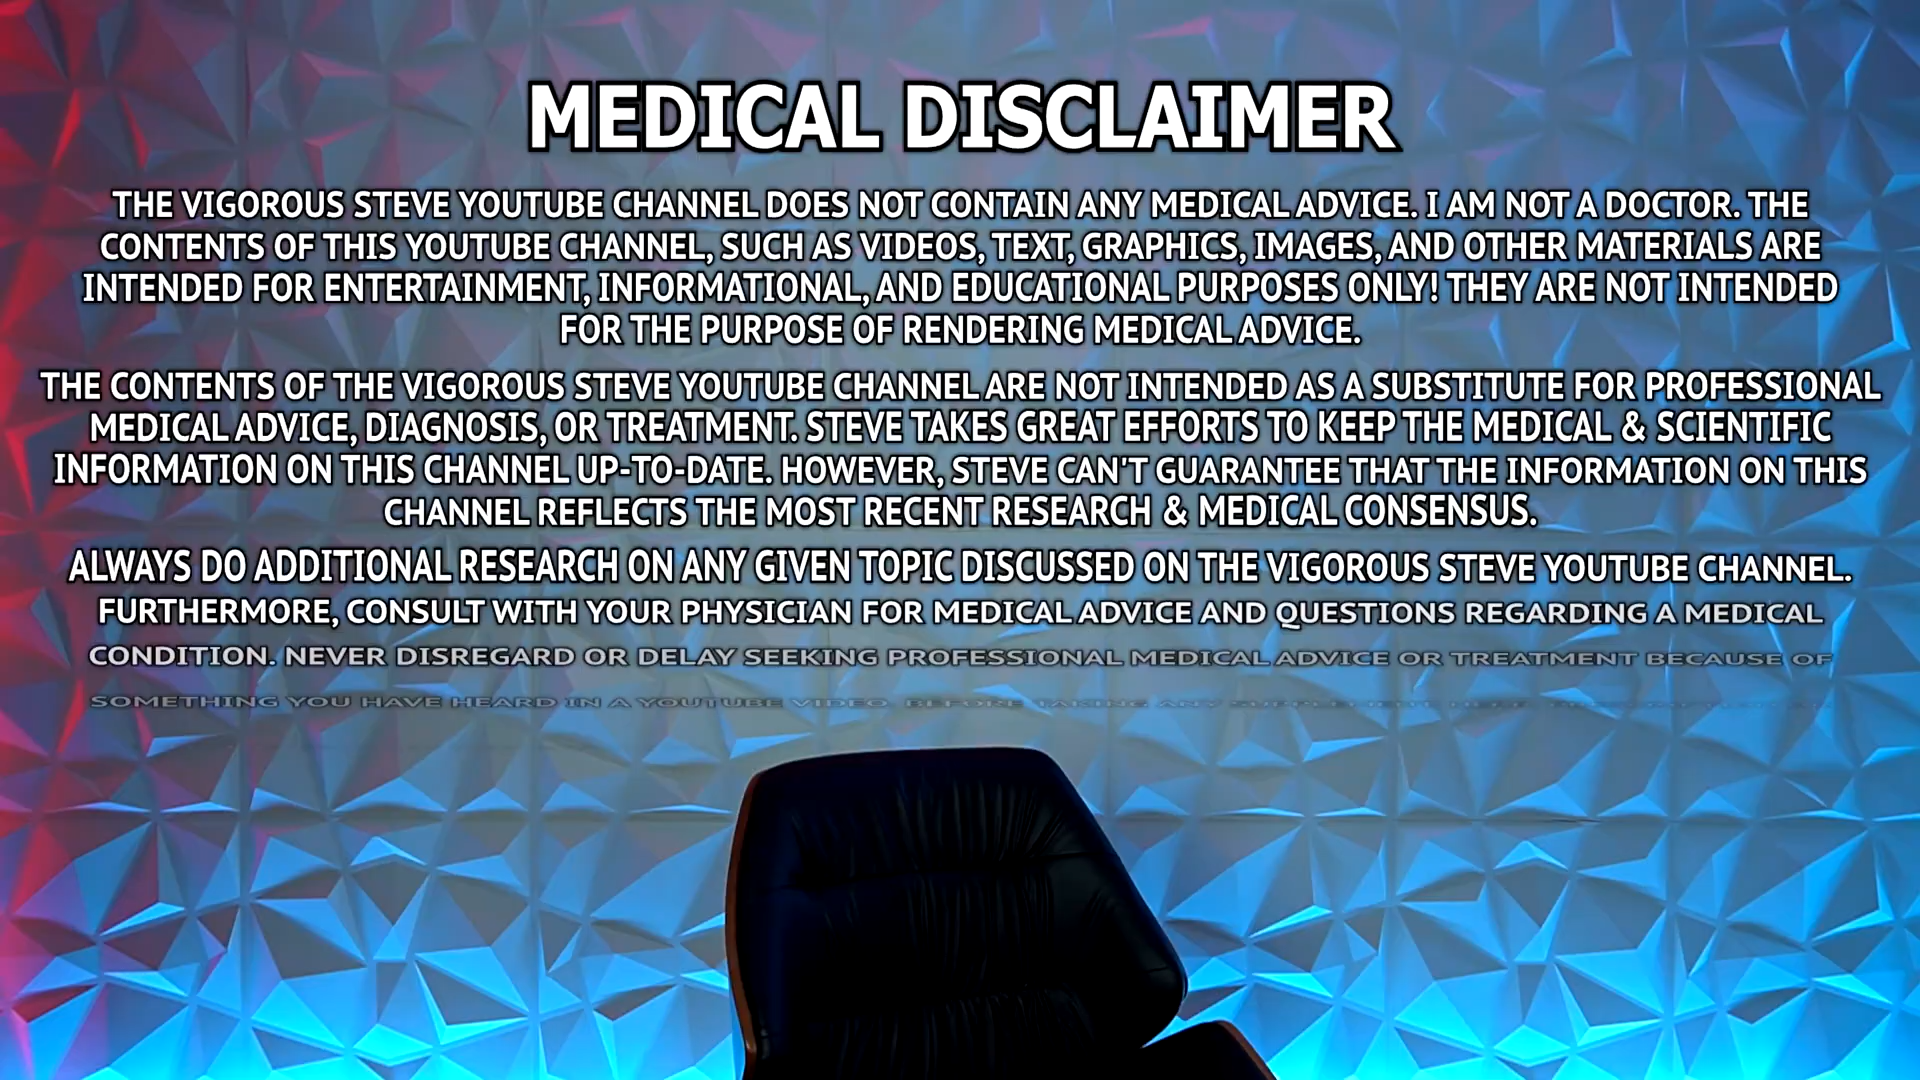 MEDICAL DISCLAIMER
THE VIGOROUS STEVE YOUTUBE CHANNEL DOES NOT CONTAIN ANY MEDICAL ADVICE. I AM NOT A DOCTOR. THE
CONTENTS OF THIS YOUTUBE CHANNEL, SUCH AS VIDEOS, TEXT, GRAPHICS, IMAGES, AND OTHER MATERIALS ARE
INTENDED FOR ENTERTAINMENT, INFORMATIONAL, AND EDUCATIONAL PURPOSES ONLY! THEY ARE NOT INTENDED
FOR THE PURPOSE OF RENDERING MEDICAL ADVICE.
THE CONTENTS OF THE VIGOROUS STEVE YOUTUBE CHANNEL ARE NOT INTENDED AS A SUBSTITUTE FOR PROFESSIONAL
MEDICAL ADVICE, DIAGNOSIS, OR TREATMENT. STEVE TAKES GREAT EFFORTS TO KEEP THE MEDICAL & SCIENTIFIC
INFORMATION ON THIS CHANNEL UP-TO-DATE. HOWEVER, STEVE CAN'T GUARANTEE THAT THE INFORMATION ON THIS
CHANNEL REFLECTS THE MOST RECENT RESEARCH & MEDICAL CONSENSUS.
ALWAYS DO ADDITIONAL RESEARCH ON ANY GIVEN TOPIC DISCUSSED ON THE VIGOROUS STEVE YOUTUBE CHANNEL.
FURTHERMORE, CONSULT WITH YOUR PHYSICIAN FOR MEDICAL ADVICE AND QUESTIONS REGARDING A MEDICAL
CONDITION. NEVER DISREGARD OR DELAY SEEKING PROFESSIONAL MEDICAL ADVICE OR TREATMENT BECAUSE OF
SOMETHING YOU HAVE HEARD IN A YOUTUBE VIDEO. BEFORE TAKING ANY